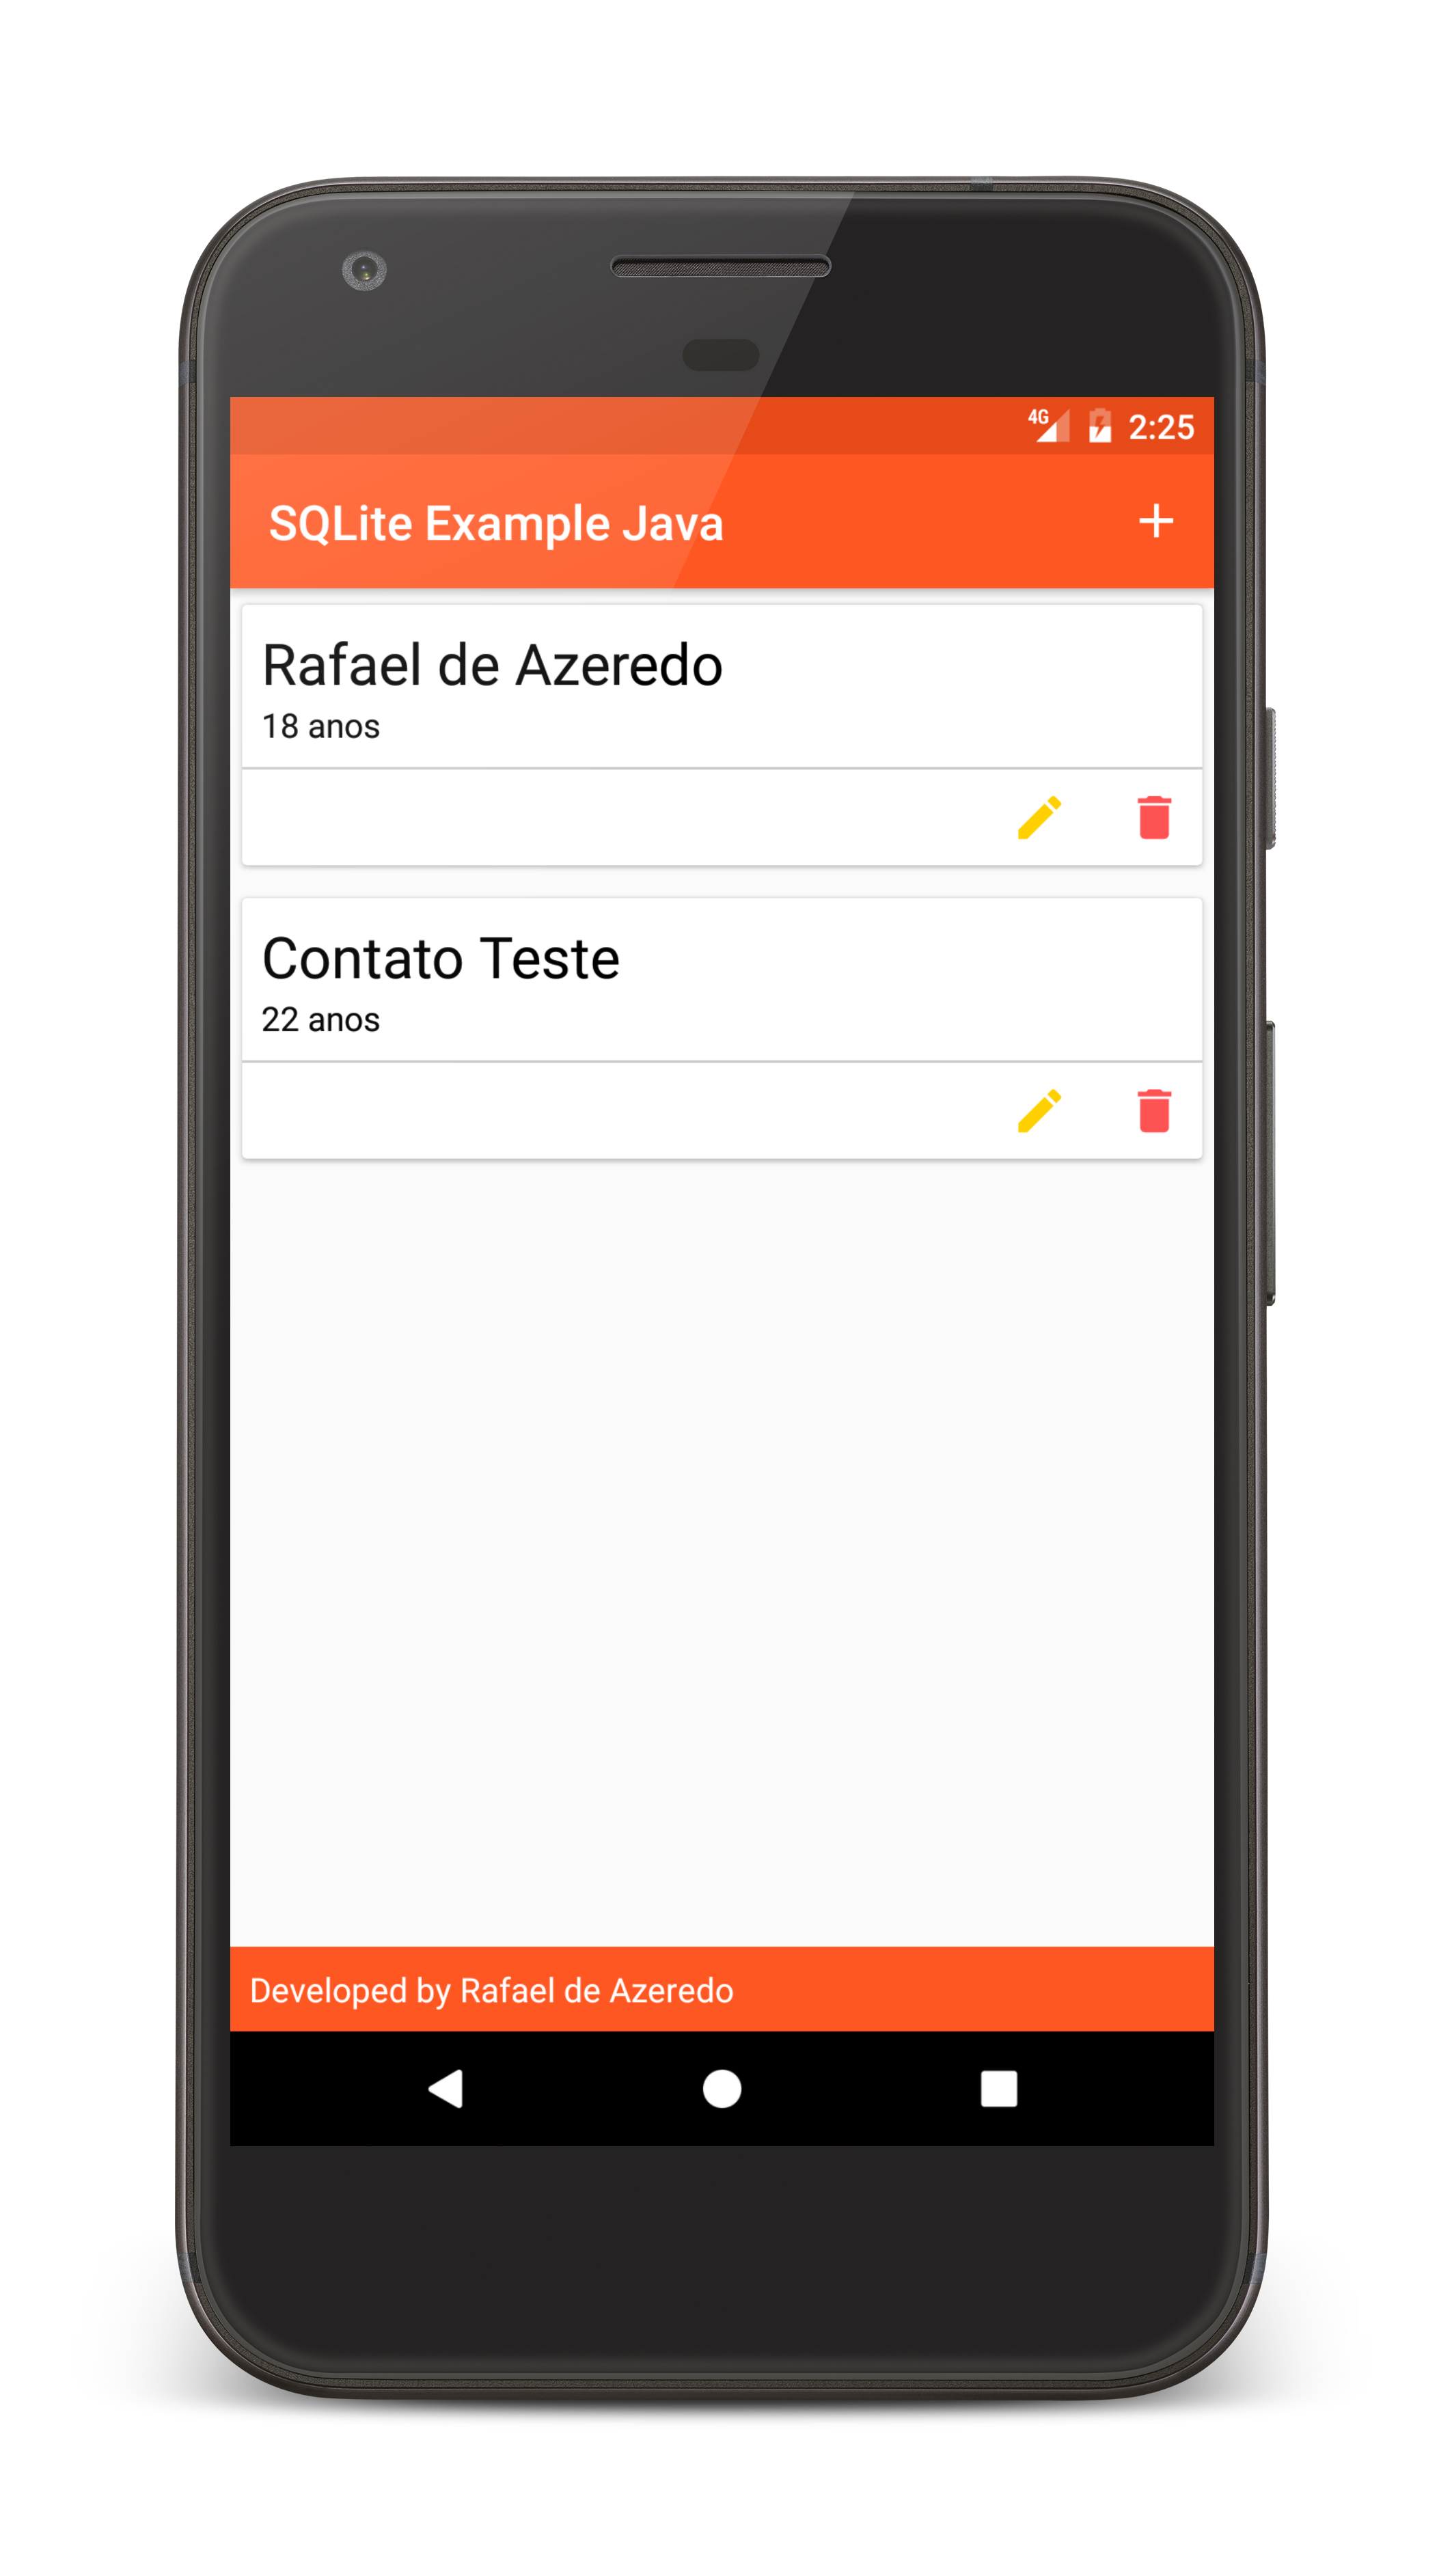 4G 2:25
SQLite Example Java
Rafael de Azeredo
18 anos
Contato Teste
22 anos
Developed by Rafael de Azeredo